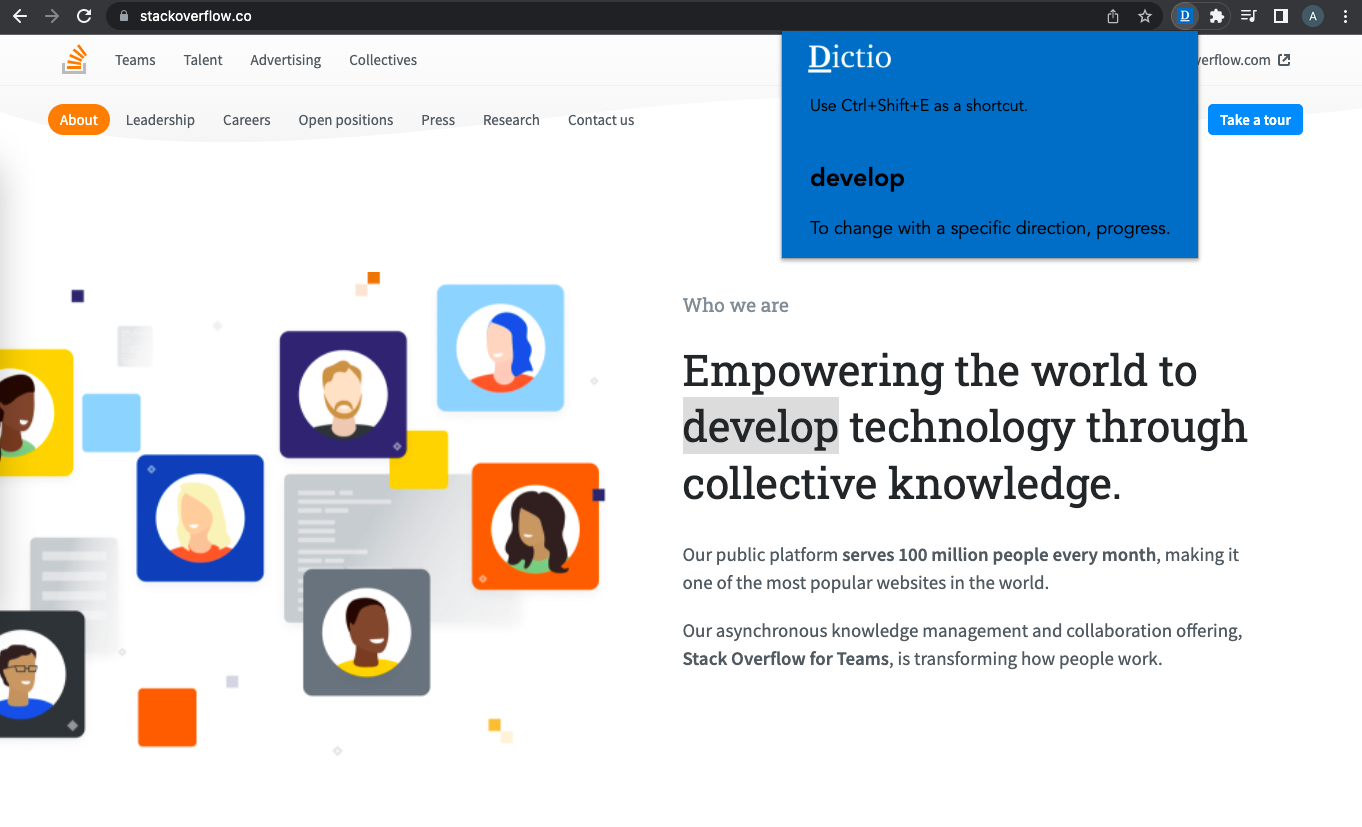 stackoverflow.co
D
A
Teams
Talent
Advertising
Collectives
verflow.com
Dictio
Use Ctrl+Shift+E as a shortcut.
develop
To change with a specific direction, progress.
About
Leadership
Careers
Open positions
Press
Research
Contact us
Take a tour
Who we are
Empowering the world to
develop technology through
collective knowledge.
Our public platform serves 100 million people every month, making it
one of the most popular websites in the world.
Our asynchronous knowledge management and collaboration offering,
Stack Overflow for Teams, is transforming how people work.